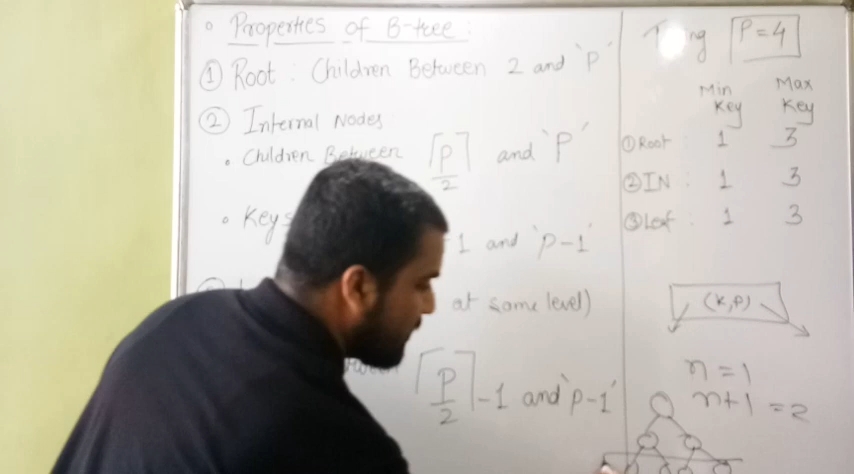 Properties of B-tree:
① Root : Children Between 2 and 'P'
② Internal Nodes
• Children Between ⌈P/2⌉ and 'P'
• Keys
-1 and 'P-1'
at same level)
⌈P/2⌉-1 and 'P-1'
P=4
Min Key Max Key
① Root 1 3
② IN : 1 3
③ Leaf : 1 3
(K,P)
n=1
n+1 =2